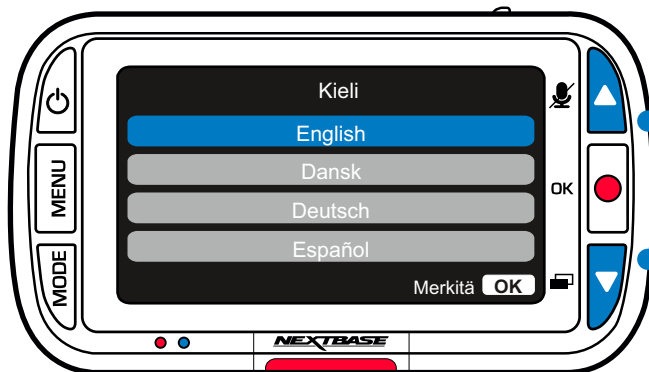 Kieli
English
MENU
Dansk
OK
Deutsch
Español
MODE
Merkitä OK
NEXTBASE